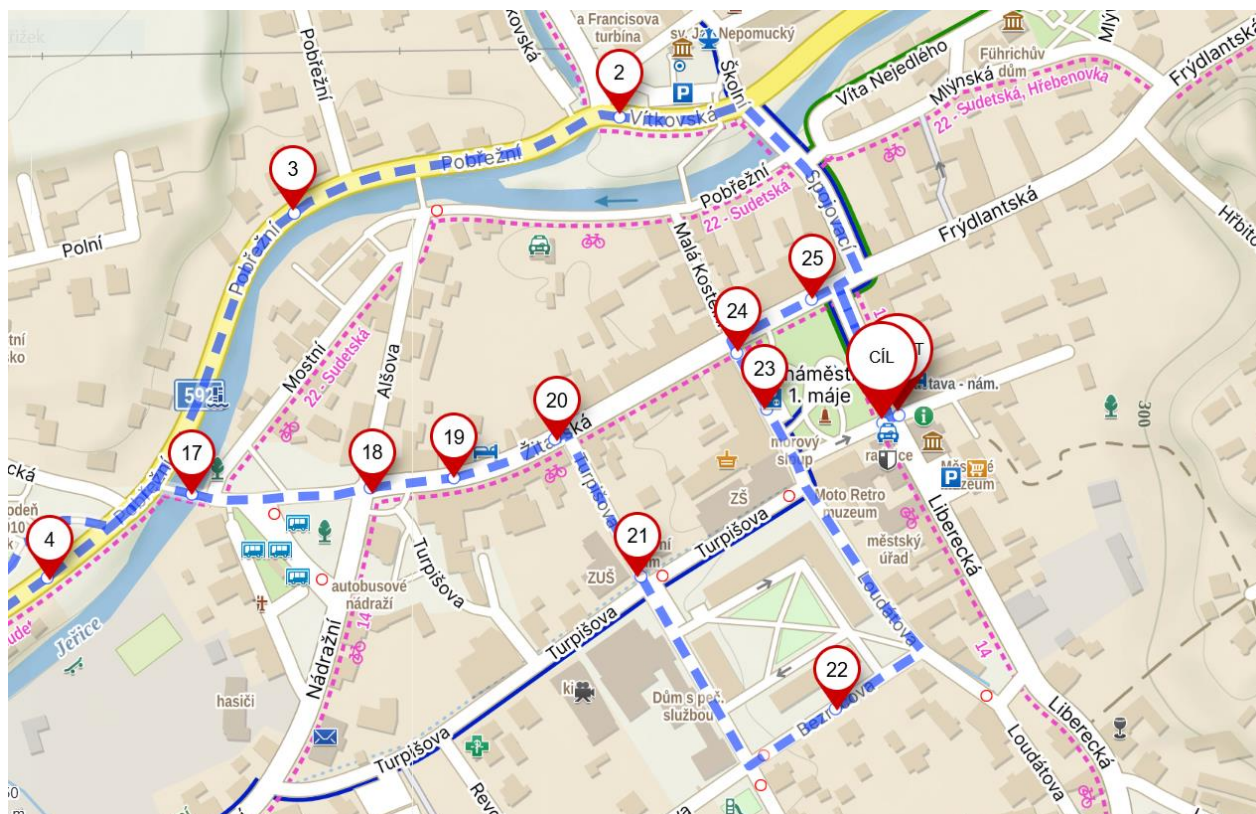 a Francisova
turbína
sv. Jan Nepomucký
Führichův
dům
Mlýnská
Frýdlantská
Pobřežní
Školní
Víta Nejedlého
Mlýnská
22 - Sudetská, Hřebenovka
2
Vítkovská
Pobřežní
3
Pobřežní
22 - Sudetská
Spojovací
Frýdlantská
Polní
Pobřežní
Malá Kostelní
25
24
Mostní
22 - Sudetská
Alšova
CÍL
T
23
náměstí
1. máje
592
20
19
Žitavská
morový
sloup
radnice
Městské
muzeum
17
18
Turpišova
ZŠ
Moto Retro
muzeum
městský
úřad
Liberecká
300
4
Pobřežní
autobusové
nádraží
Turpišova
21
ZUŠ
Turpišova
Loudátova
14
Jeřice
14
Nádražní
Turpišova
22
hasiči
Dům s peč.
službou
Bezručova
Liberecká
Turpišova
Loudátova